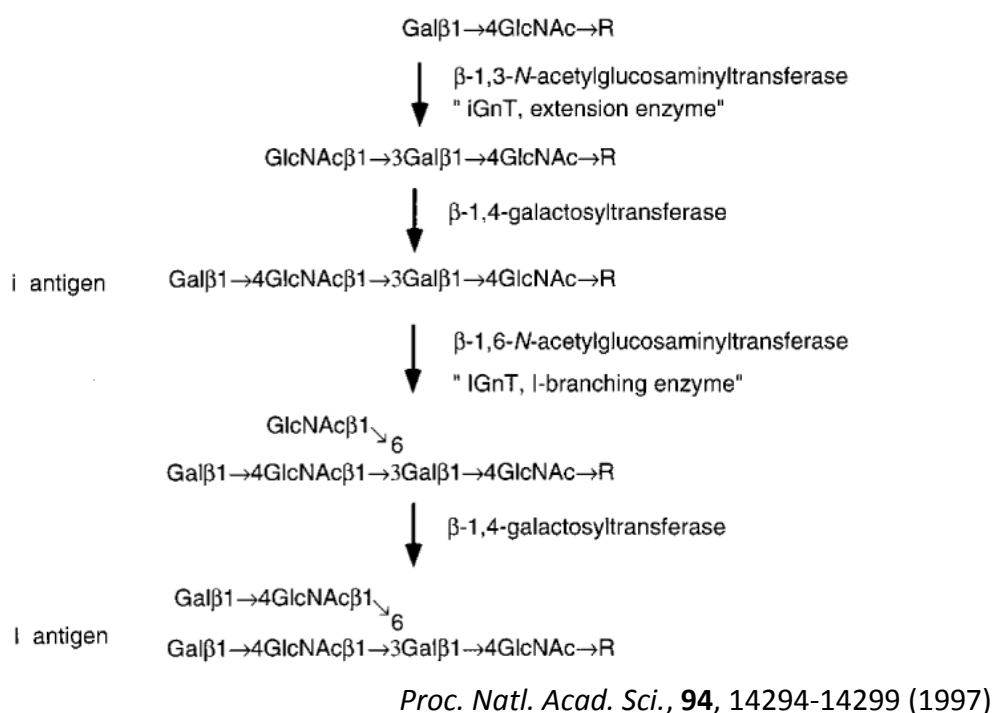 Galβ1→4GlcNAc→R
β-1,3-N-acetylglucosaminyltransferase
" iGnT, extension enzyme"
GlcNAcβ1→3Galβ1→4GlcNAc→R
β-1,4-galactosyltransferase
i antigen Galβ1→4GlcNAcβ1→3Galβ1→4GlcNAc→R
β-1,6-N-acetylglucosaminyltransferase
" IGnT, I-branching enzyme"
GlcNAcβ1↘6
Galβ1→4GlcNAcβ1→3Galβ1→4GlcNAc→R
β-1,4-galactosyltransferase
Galβ1→4GlcNAcβ1↘6
I antigen Galβ1→4GlcNAcβ1→3Galβ1→4GlcNAc→R
Proc. Natl. Acad. Sci., 94, 14294-14299 (1997)